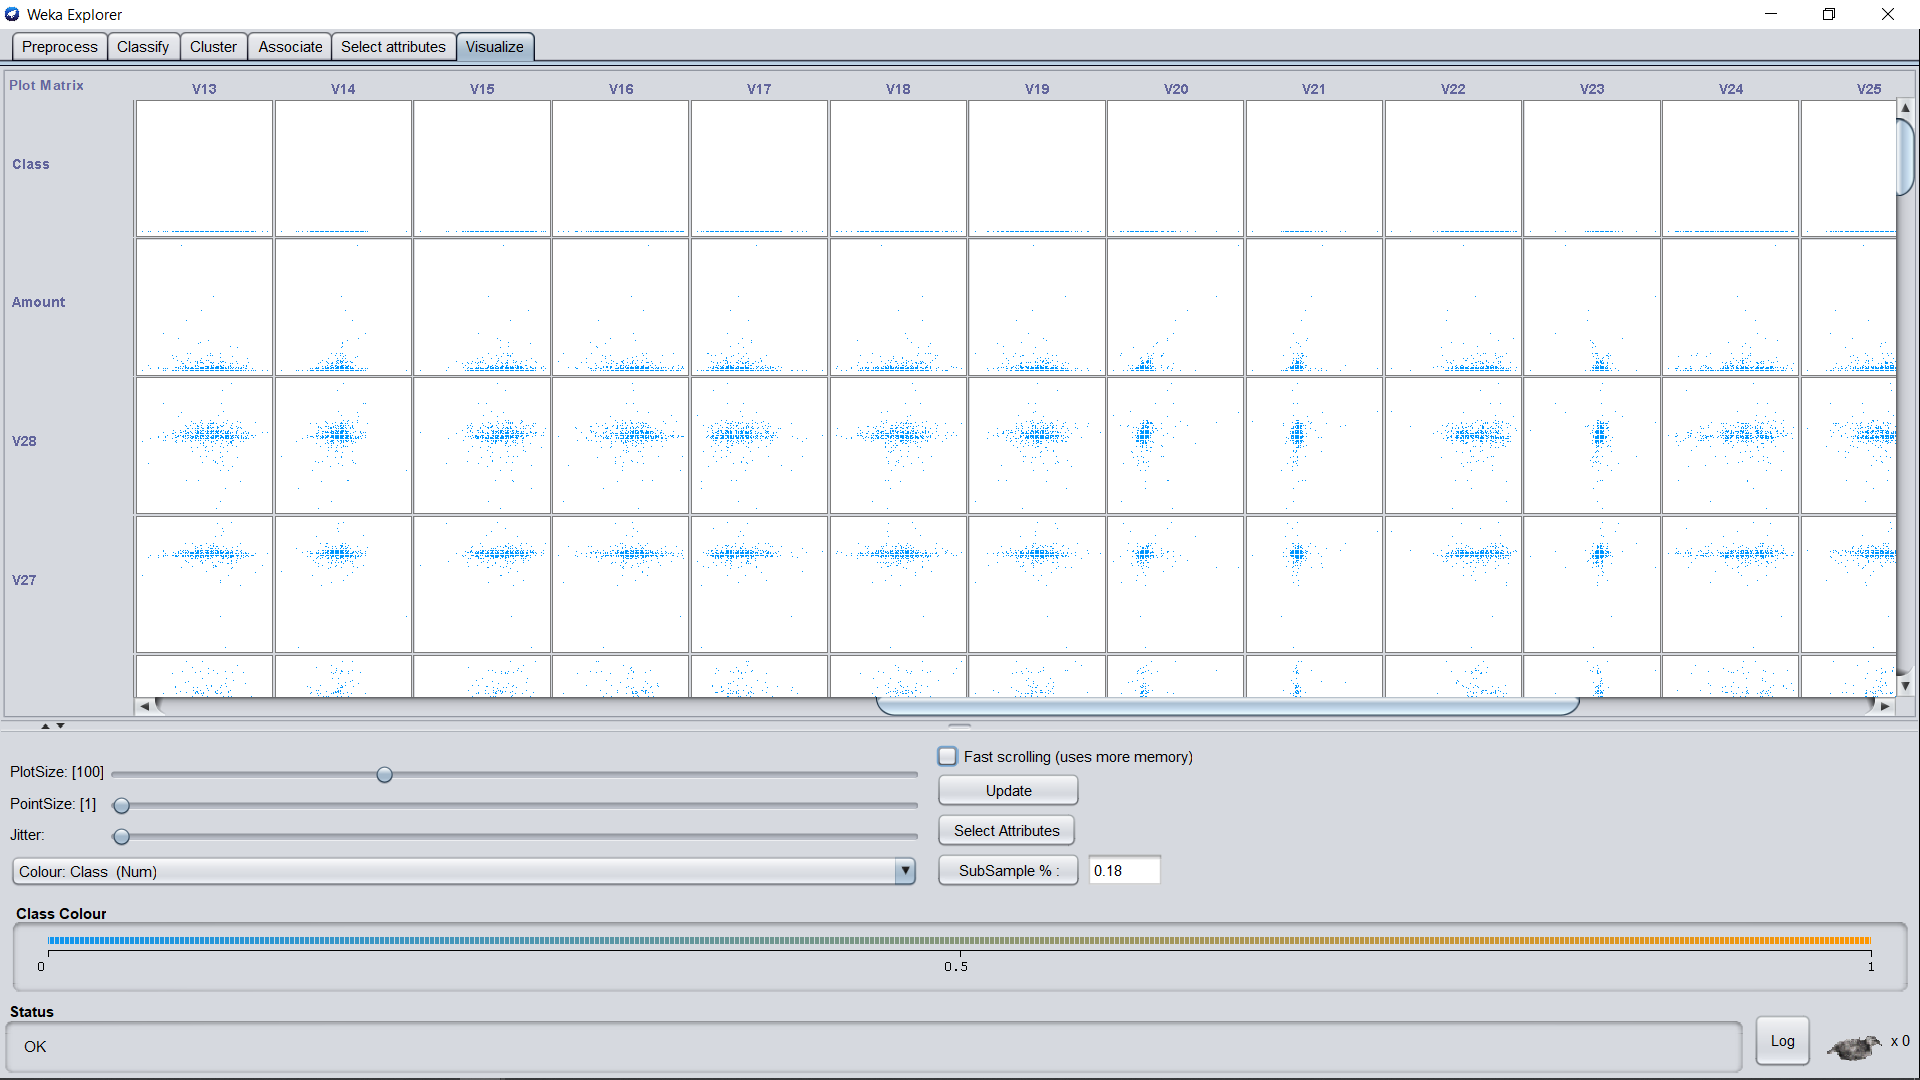 Weka Explorer
Preprocess Classify Cluster Associate Select attributes Visualize
Plot Matrix V13 V14 V15 V16 V17 V18 V19 V20 V21 V22 V23 V24 V25
Class
Amount
V28
V27
PlotSize: [100]
PointSize: [1]
Jitter:
Colour: Class (Num)
Fast scrolling (uses more memory)
Update
Select Attributes
SubSample % : 0.18
Class Colour
0 0.5 1
Status
OK
Log x 0